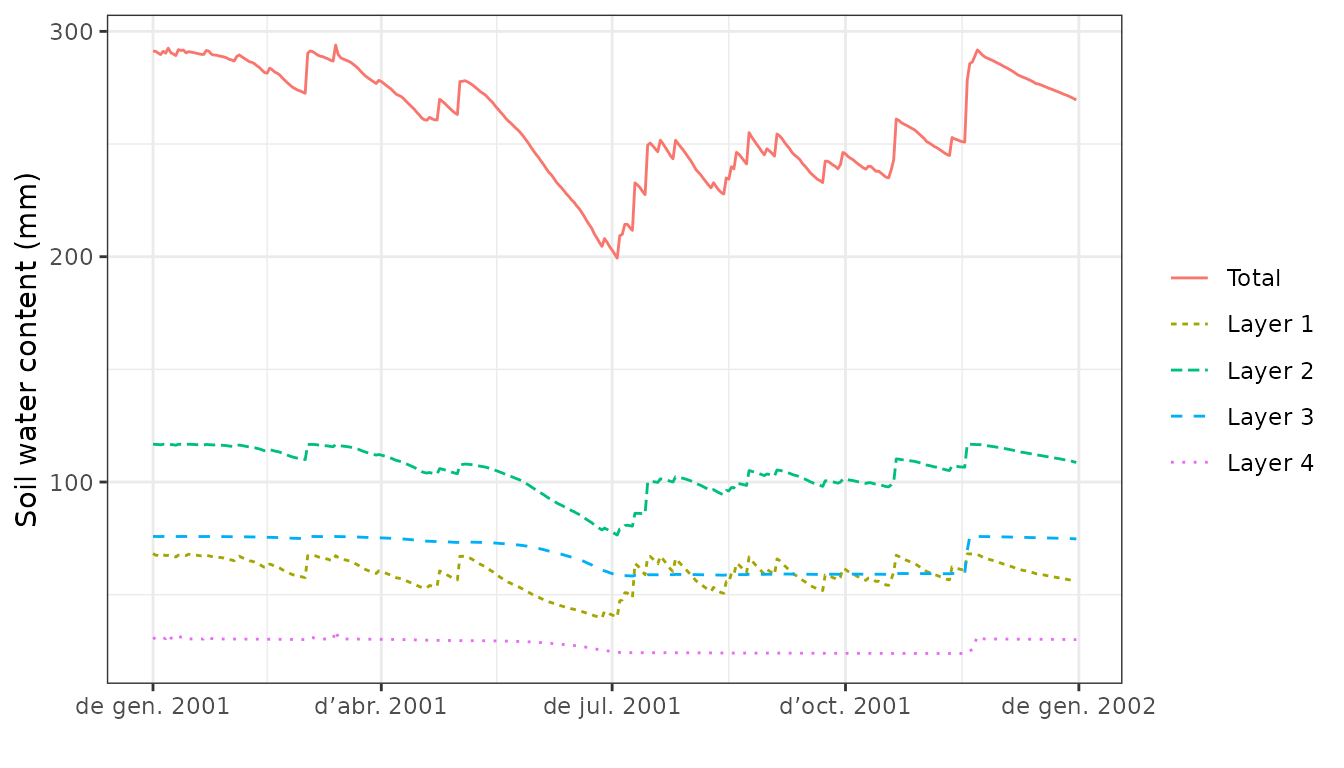 Soil water content (mm)
300
200
100
de gen. 2001
d’abr. 2001
de jul. 2001
d’oct. 2001
de gen. 2002
Total
Layer 1
Layer 2
Layer 3
Layer 4